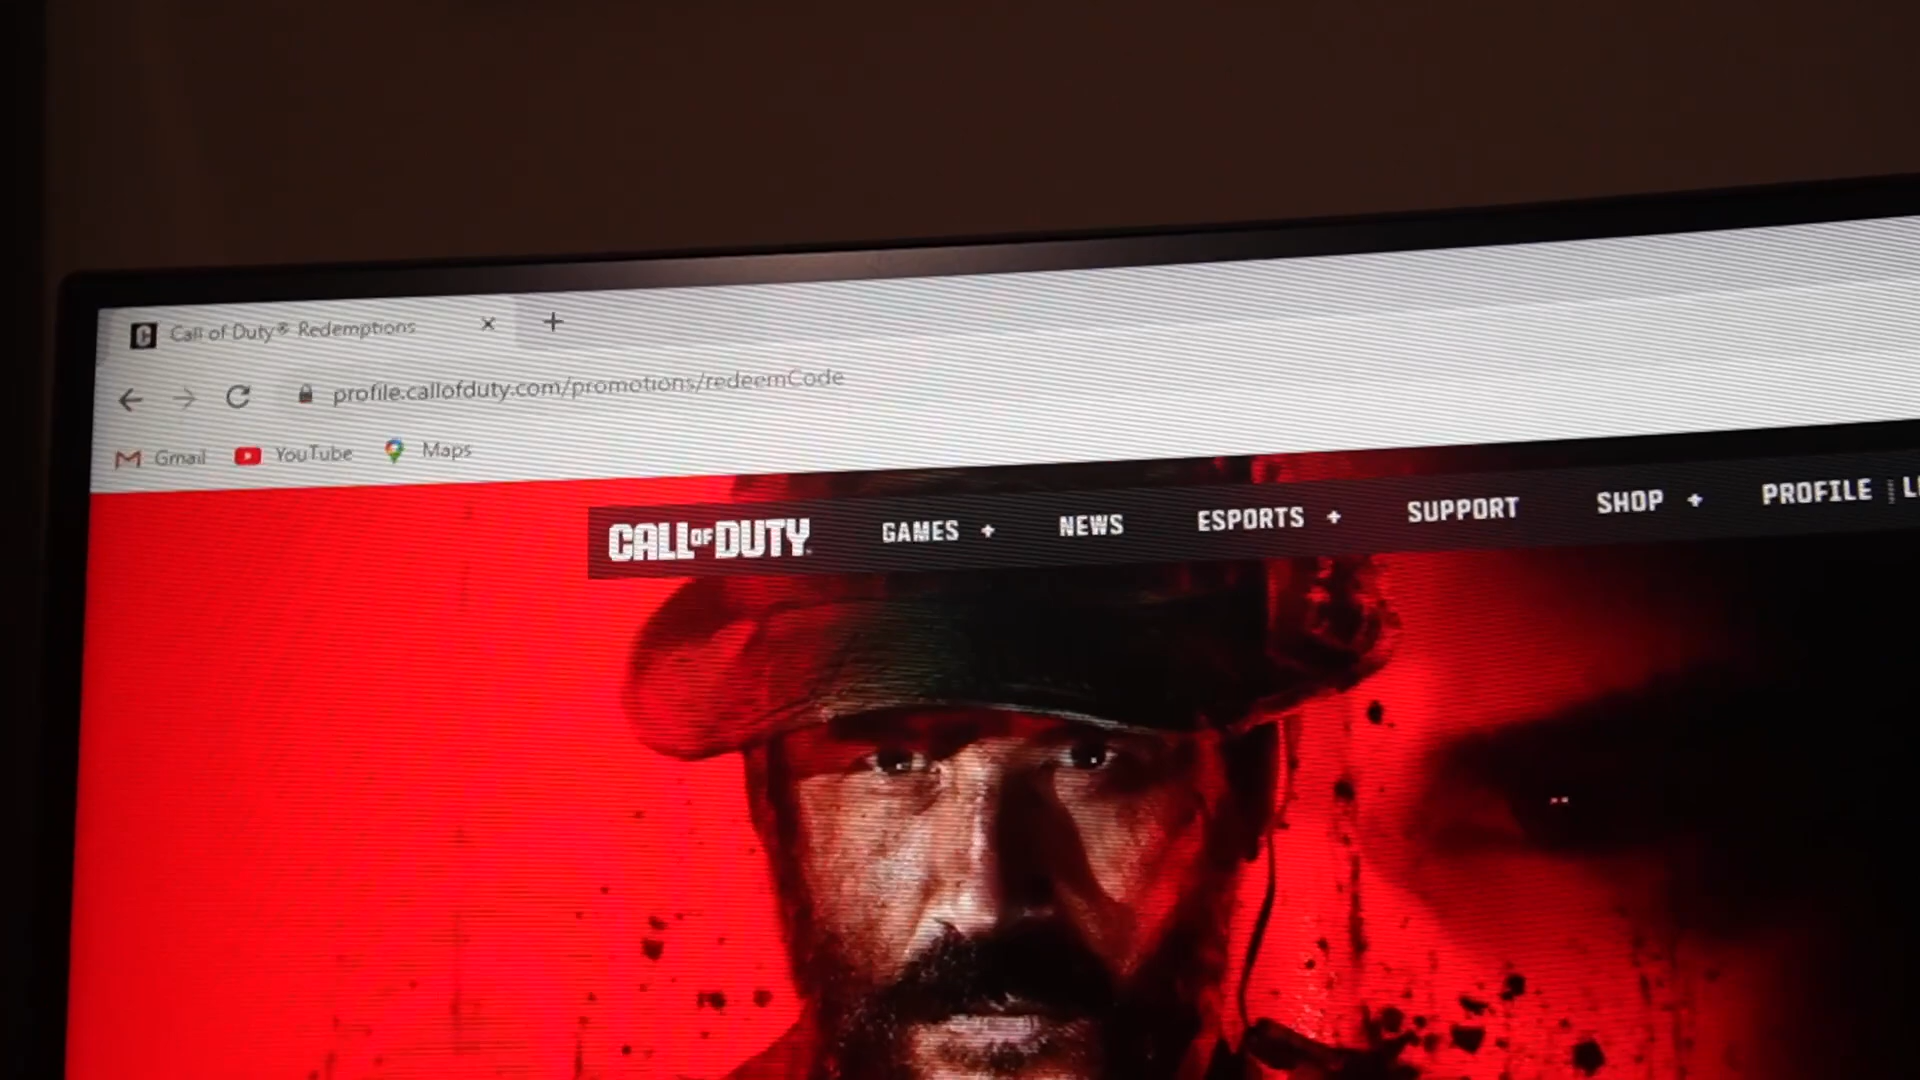 Call of Duty® Redemptions
profile.callofduty.com/promotions/redeemCode
Gmail YouTube Maps
CALL OF DUTY GAMES + NEWS ESPORTS + SUPPORT SHOP + PROFILE